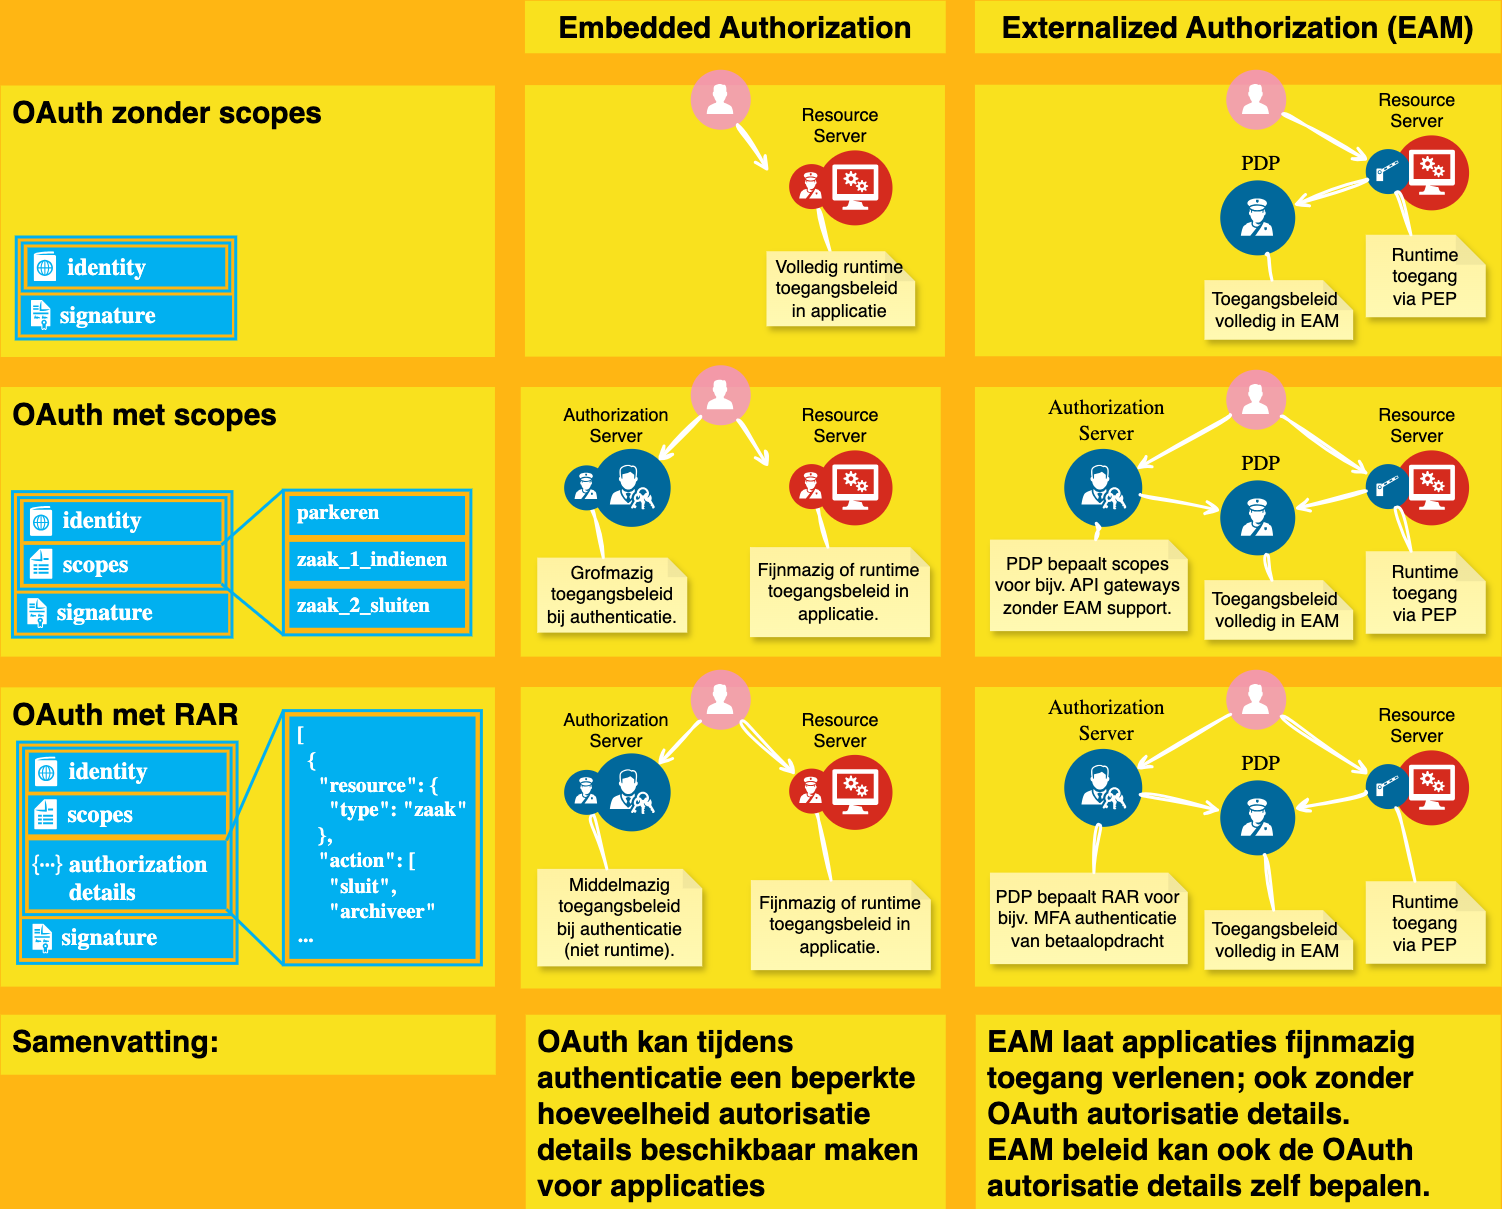 Embedded Authorization
Externalized Authorization (EAM)
OAuth zonder scopes
identity
signature
Resource
Server
Volledig runtime
toegangsbeleid
in applicatie
Resource
Server
PDP
Toegangsbeleid
volledig in EAM
Runtime
toegang
via PEP
OAuth met scopes
identity
scopes
signature
parkeren
zaak_1_indienen
zaak_2_sluiten
Authorization
Server
Resource
Server
Grofmazig
toegangsbeleid
bij authenticatie.
Fijnmazig of runtime
toegangsbeleid in
applicatie.
Authorization
Server
PDP
Resource
Server
PDP bepaalt scopes
voor bijv. API gateways
zonder EAM support.
Toegangsbeleid
volledig in EAM
Runtime
toegang
via PEP
OAuth met RAR
identity
scopes
{···} authorization
details
signature
[
{
"resource": {
"type": "zaak"
},
"action": [
"sluit",
"archiveer"
...
Authorization
Server
Resource
Server
Middelmazig
toegangsbeleid
bij authenticatie
(niet runtime).
Fijnmazig of runtime
toegangsbeleid in
applicatie.
Authorization
Server
PDP
Resource
Server
PDP bepaalt RAR voor
bijv. MFA authenticatie
van betaalopdracht
Toegangsbeleid
volledig in EAM
Runtime
toegang
via PEP
Samenvatting:
OAuth kan tijdens
authenticatie een beperkte
hoeveelheid autorisatie
details beschikbaar maken
voor applicaties
EAM laat applicaties fijnmazig
toegang verlenen; ook zonder
OAuth autorisatie details.
EAM beleid kan ook de OAuth
autorisatie details zelf bepalen.